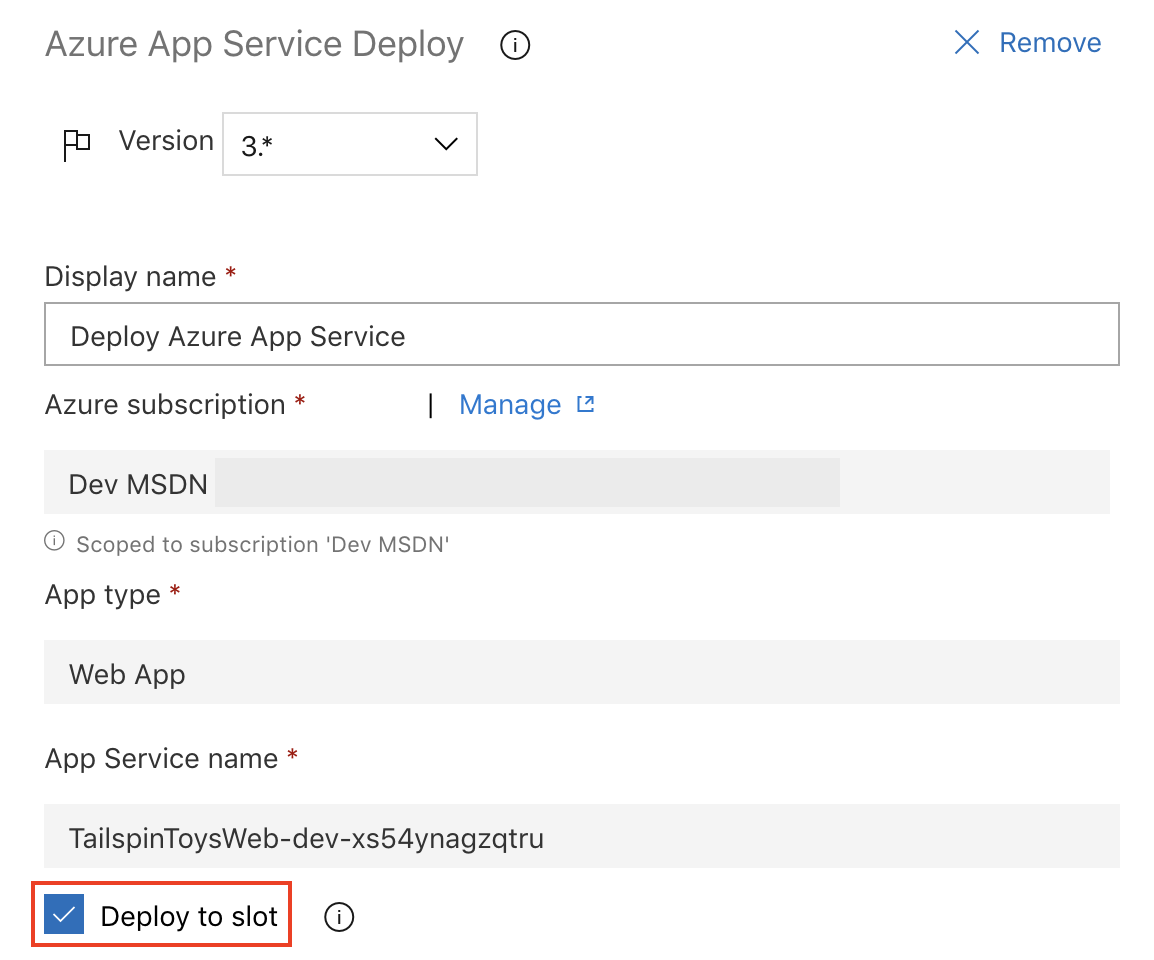 Azure App Service Deploy
Remove
Version 3.*
Display name *
Deploy Azure App Service
Azure subscription * | Manage
Dev MSDN
Scoped to subscription 'Dev MSDN'
App type *
Web App
App Service name *
TailspinToysWeb-dev-xs54ynagzqtru
Deploy to slot